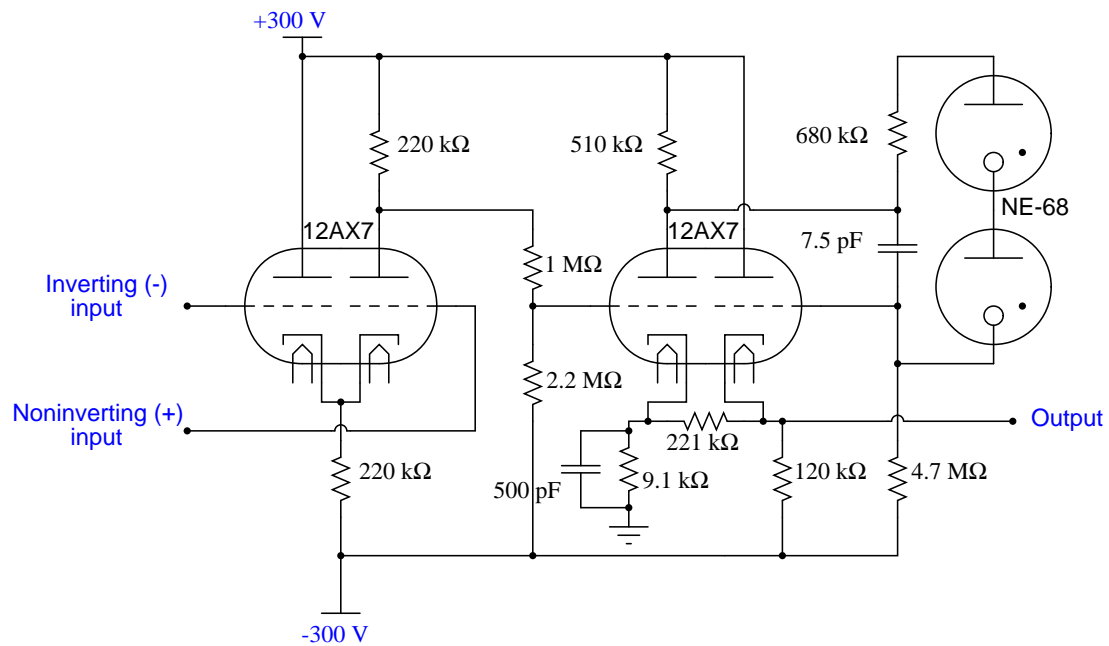 +300 V
220 kΩ
510 kΩ
680 kΩ
NE-68
12AX7
12AX7
7.5 pF
Inverting (-)
input
1 MΩ
2.2 MΩ
Noninverting (+)
input
Output
221 kΩ
220 kΩ
500 pF
9.1 kΩ
120 kΩ
4.7 MΩ
-300 V